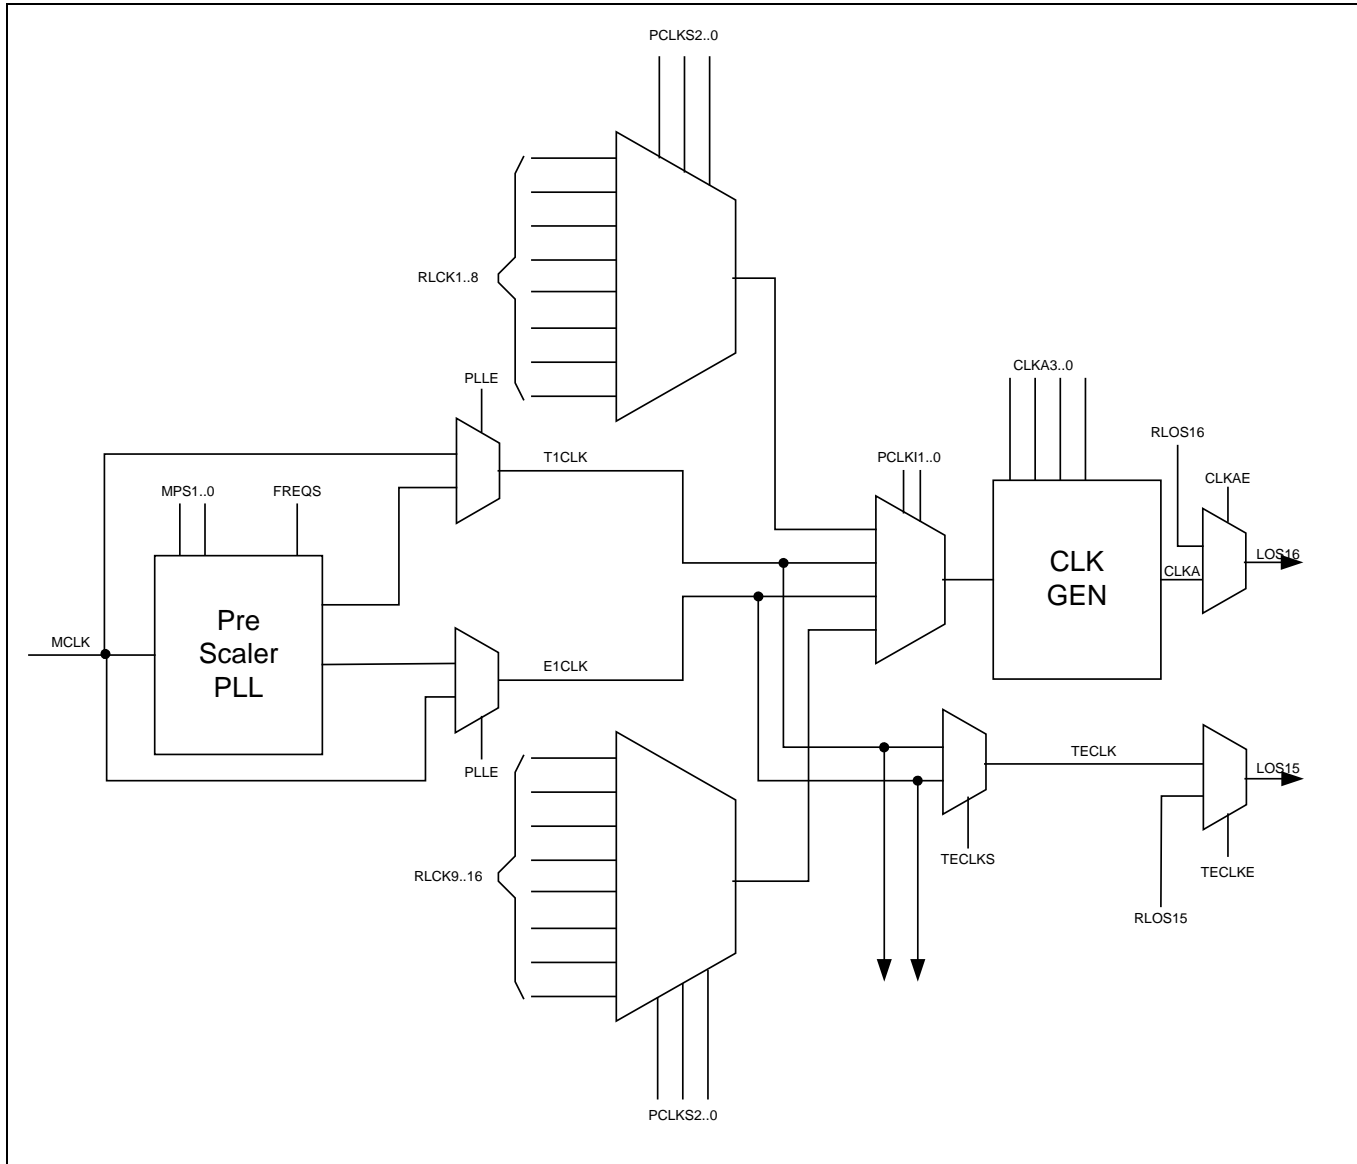 PCLKS2..0
RLCK1..8
PLLE
CLKA3..0
T1CLK
PCLKI1..0
RLOS16
CLKAE
MPS1..0
FREQS
CLK
GEN
LOS16
CLKA
Pre
Scaler
PLL
MCLK
E1CLK
PLLE
TECLK
LOS15
TECLKS
TECLKE
RLCK9..16
RLOS15
PCLKS2..0